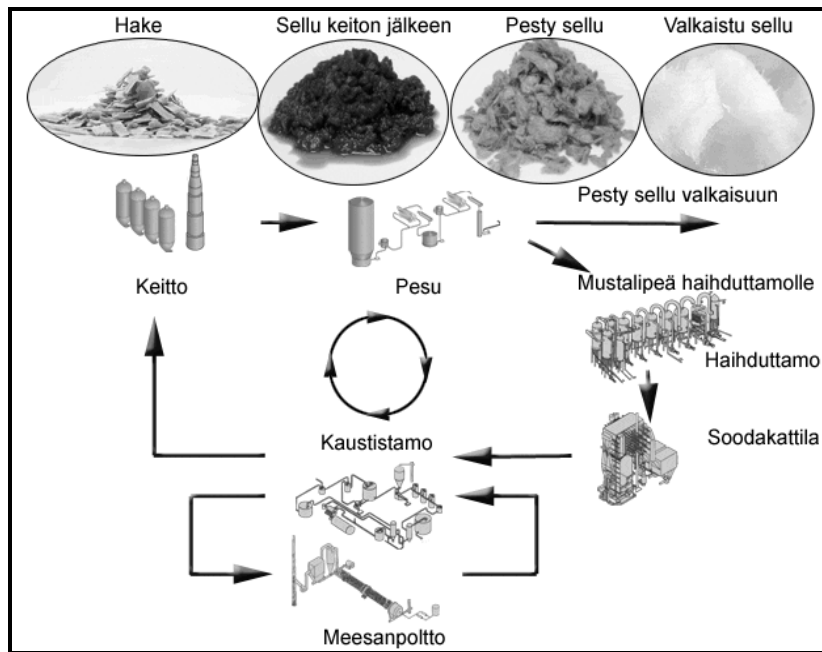 Hake
Sellu keiton jälkeen
Pesty sellu
Valkaistu sellu
Pesty sellu valkaisuun
Keitto
Pesu
Mustalipeä haihduttamolle
Haihduttamo
Soodakattila
Kaustistamo
Meesanpoltto